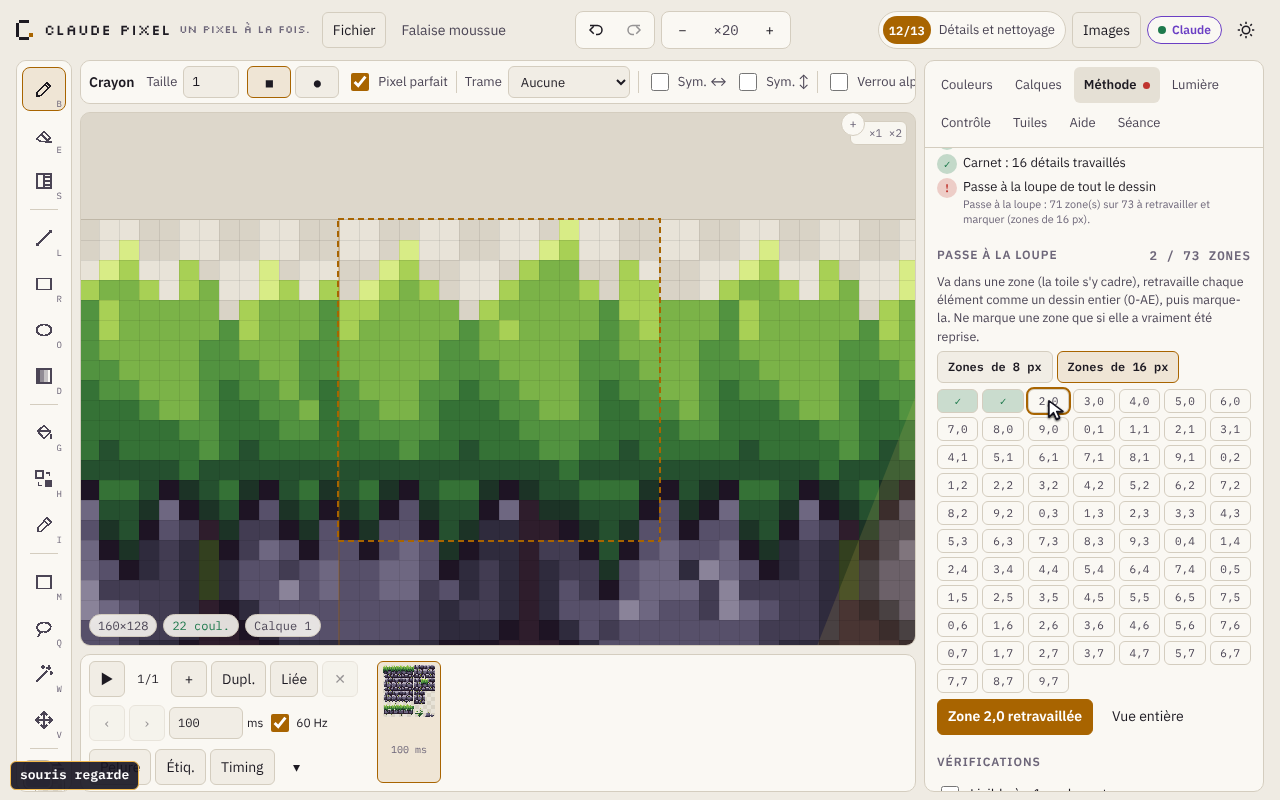 CLAUDE PIXEL UN PIXEL À LA FOIS. Fichier Falaise moussue − ×20 + 12/13 Détails et nettoyage Images Claude
Crayon Taille 1 Pixel parfait Trame Aucune Sym. ↔ Sym. ↕ Verrou alp
B
E
S
L
R
O
D
G
H
I
M
Q
W
V
+ ×1 ×2
160×128 22 coul. Calque 1
1/1 + Dupl. Liée ✕
‹ › 100 ms 60 Hz
Étiq. Timing ▼
100 ms
souris regarde
Couleurs Calques Méthode Lumière
Contrôle Tuiles Aide Séance
✓ Carnet : 16 détails travaillés
! Passe à la loupe de tout le dessin
Passe à la loupe : 71 zone(s) sur 73 à retravailler et
marquer (zones de 16 px).
PASSE À LA LOUPE 2 / 73 ZONES
Va dans une zone (la toile s'y cadre), retravaille chaque
élément comme un dessin entier (0-AE), puis marque-
la. Ne marque une zone que si elle a vraiment été
reprise.
Zones de 8 px Zones de 16 px
✓ ✓ 2,0 3,0 4,0 5,0 6,0
7,0 8,0 9,0 0,1 1,1 2,1 3,1
4,1 5,1 6,1 7,1 8,1 9,1 0,2
1,2 2,2 3,2 4,2 5,2 6,2 7,2
8,2 9,2 0,3 1,3 2,3 3,3 4,3
5,3 6,3 7,3 8,3 9,3 0,4 1,4
2,4 3,4 4,4 5,4 6,4 7,4 0,5
1,5 2,5 3,5 4,5 5,5 6,5 7,5
0,6 1,6 2,6 3,6 4,6 5,6 7,6
0,7 1,7 2,7 3,7 4,7 5,7 6,7
7,7 8,7 9,7
Zone 2,0 retravaillée Vue entière
VÉRIFICATIONS